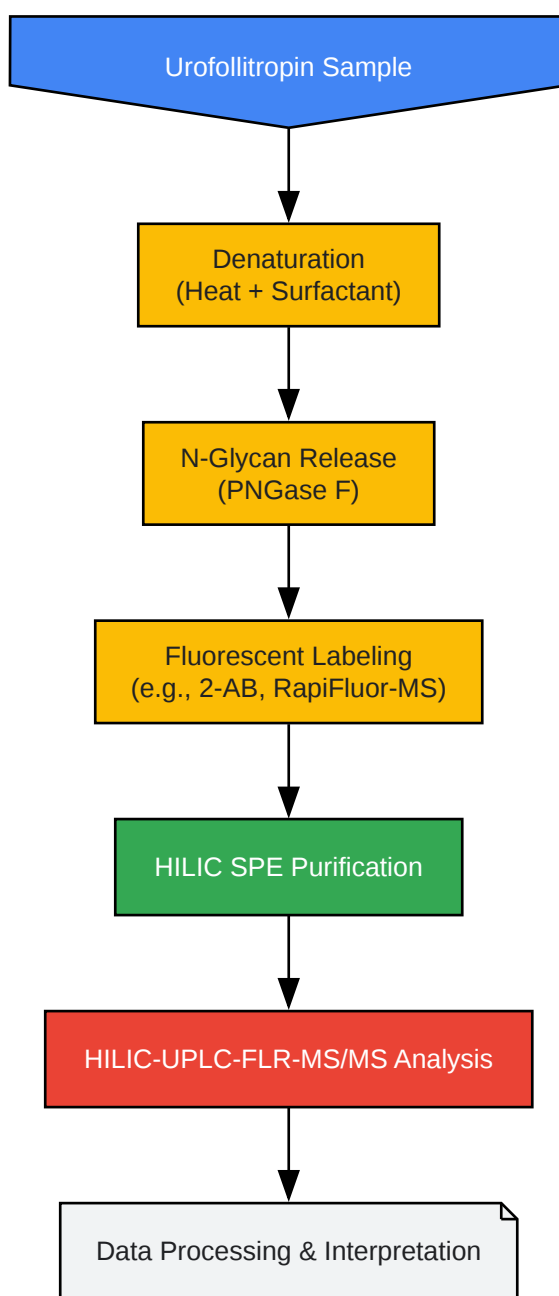 Urofollitropin Sample
Denaturation
(Heat + Surfactant)
N-Glycan Release
(PNGase F)
Fluorescent Labeling
(e.g., 2-AB, RapiFluor-MS)
HILIC SPE Purification
HILIC-UPLC-FLR-MS/MS Analysis
Data Processing & Interpretation